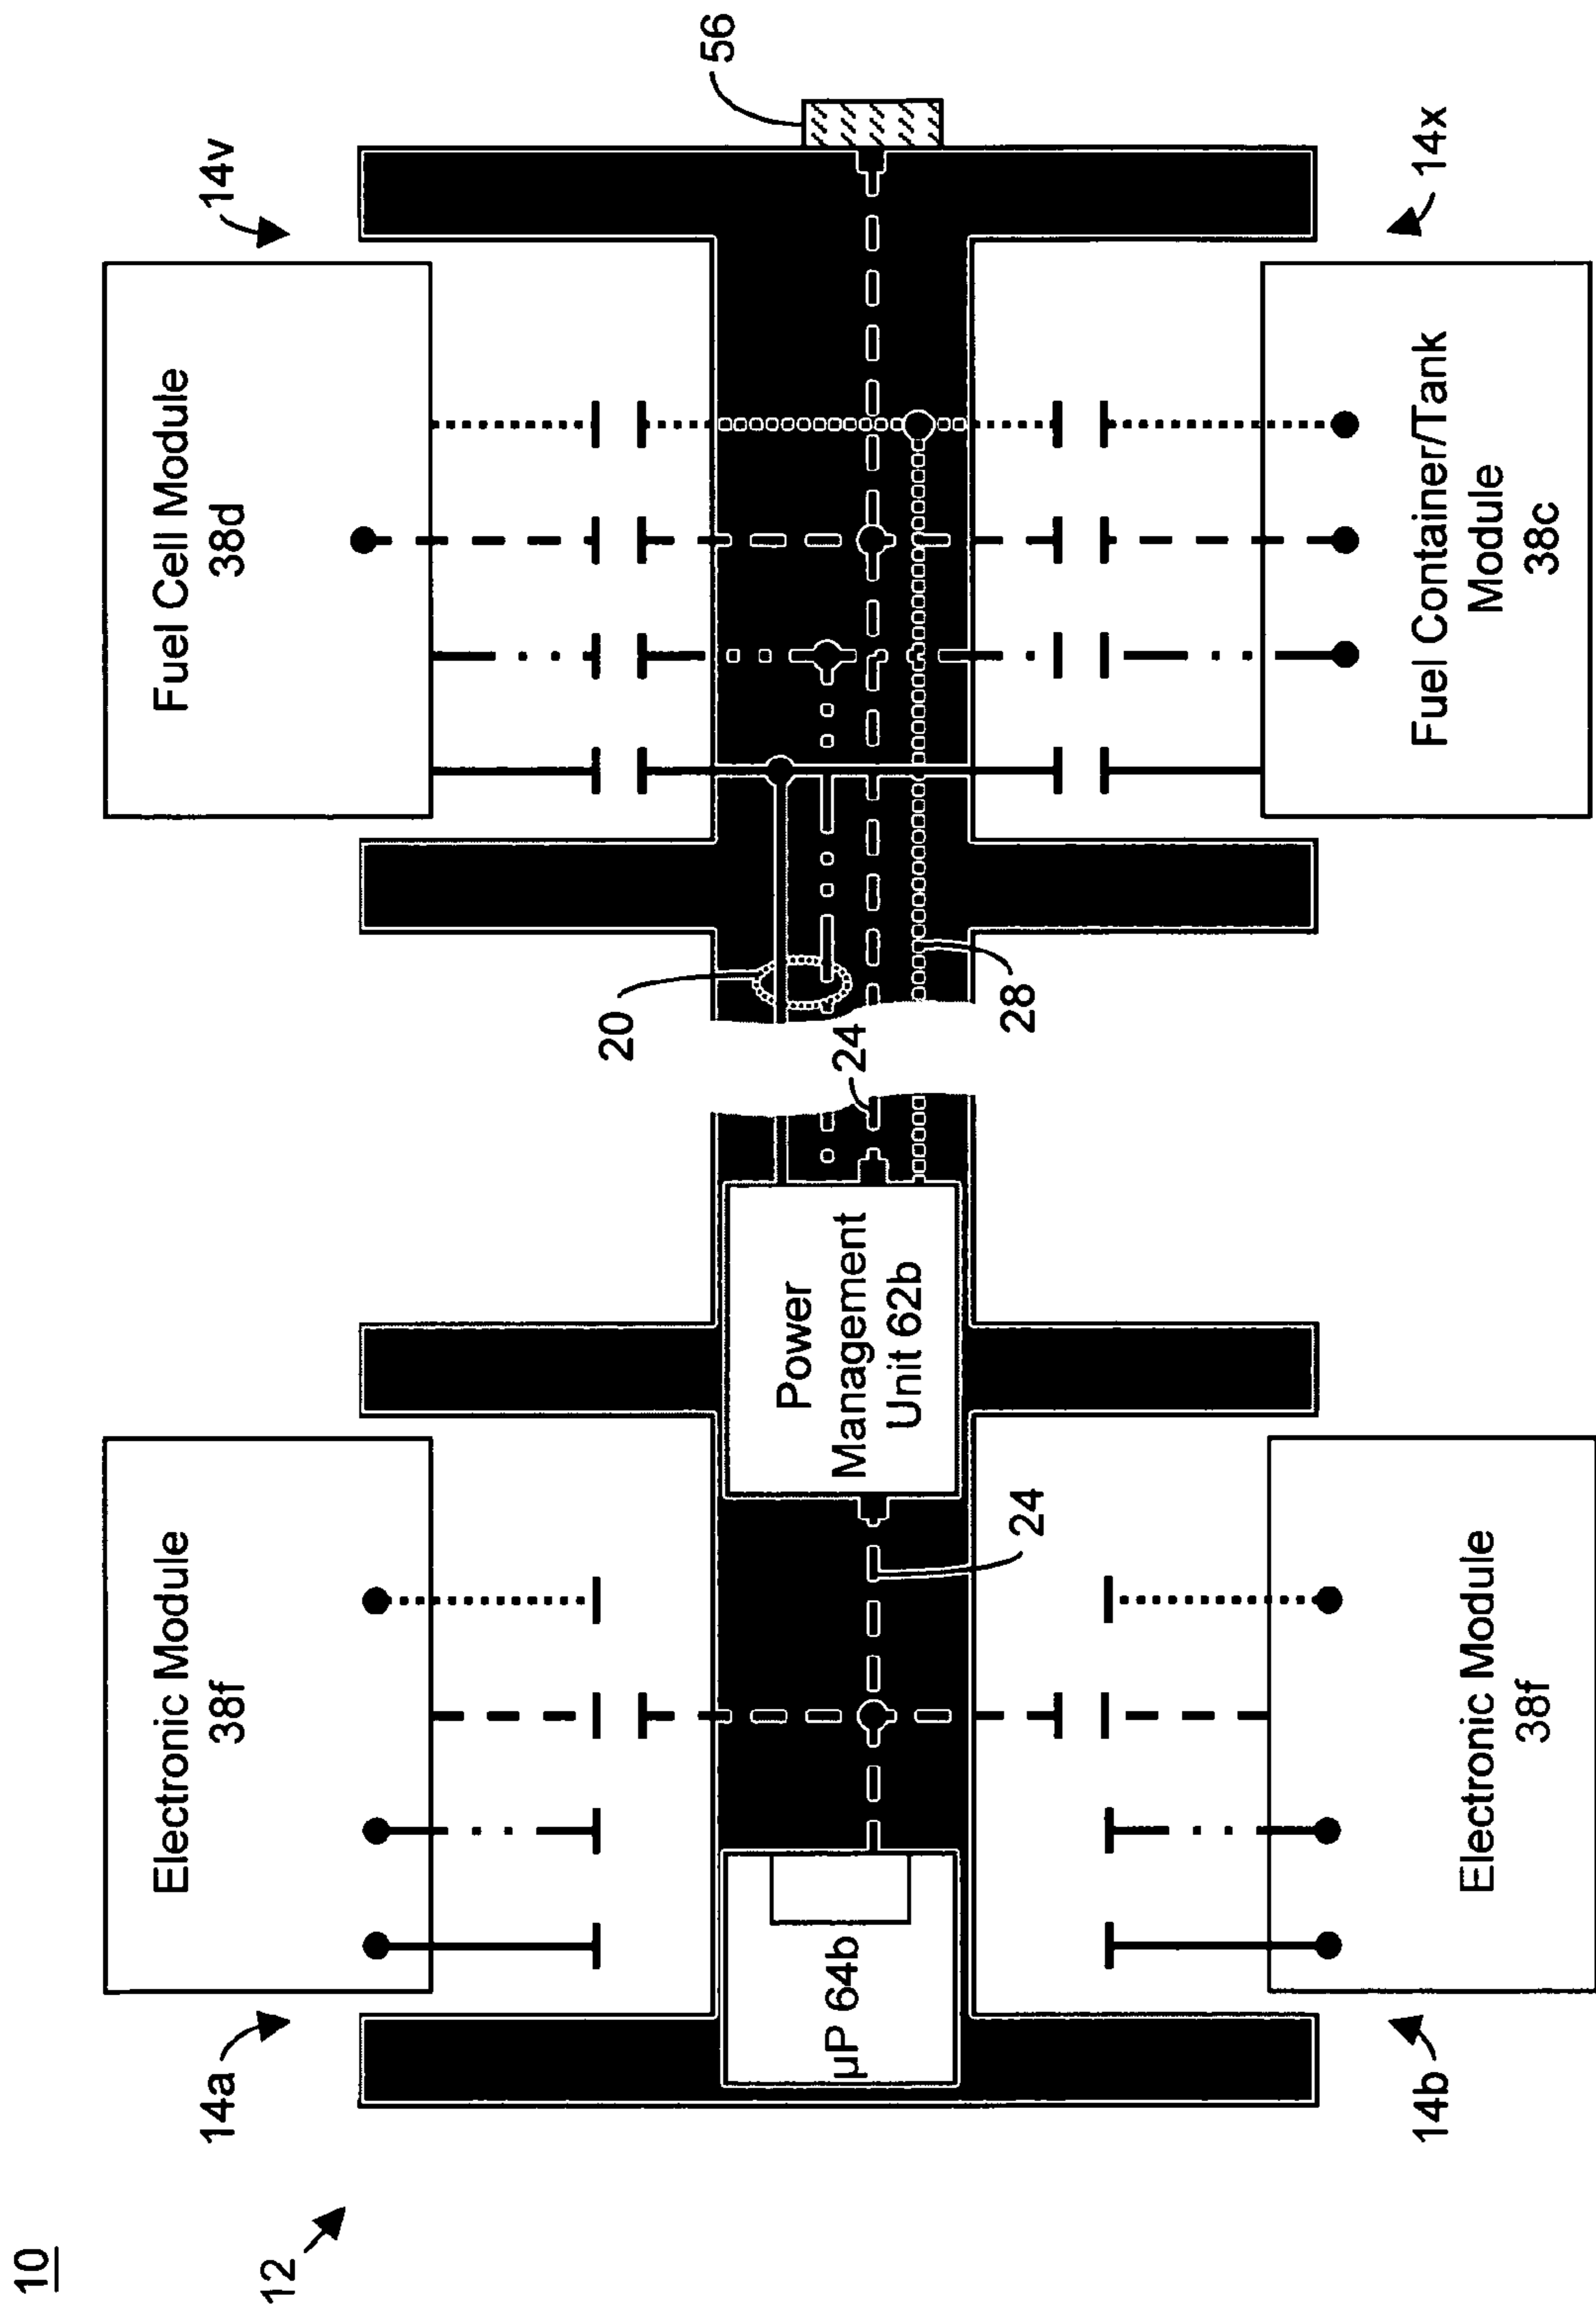 10
12
14a
Electronic Module
38f
14v
Fuel Cell Module
38d
56
20
24
µP 64b
Power
Management
Unit 62b
24
28
14b
Electronic Module
38f
14x
Fuel Container/Tank
Module
38c